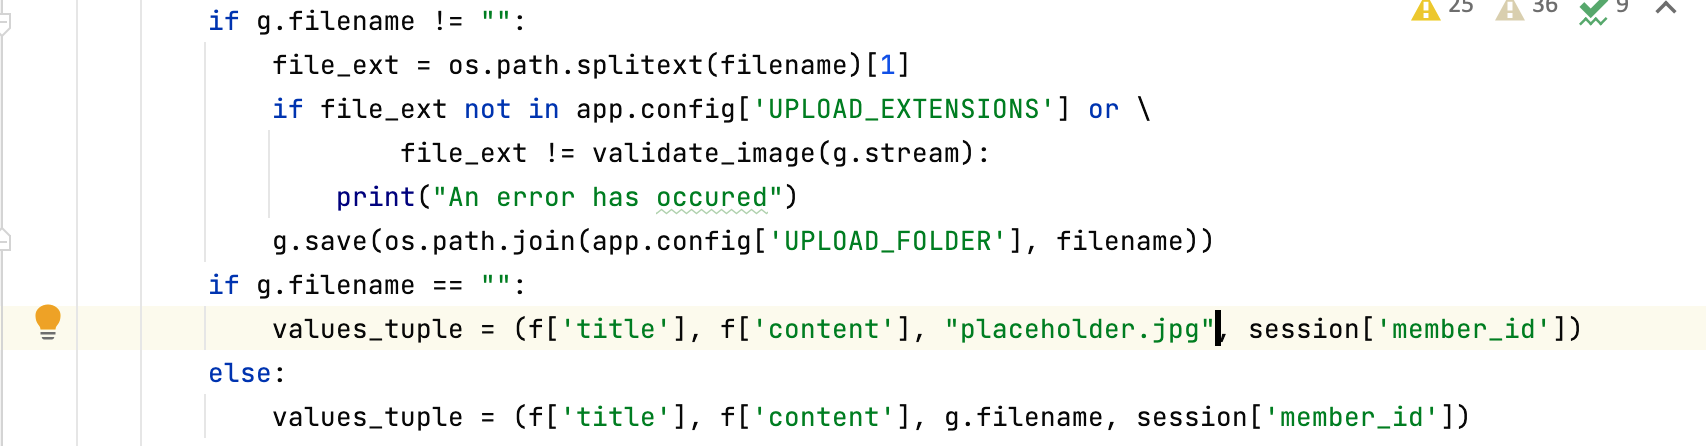 25 36 9
if g.filename != "":
file_ext = os.path.splitext(filename)[1]
if file_ext not in app.config['UPLOAD_EXTENSIONS'] or \
file_ext != validate_image(g.stream):
print("An error has occured")
g.save(os.path.join(app.config['UPLOAD_FOLDER'], filename))
if g.filename == "":
values_tuple = (f['title'], f['content'], "placeholder.jpg", session['member_id'])
else:
values_tuple = (f['title'], f['content'], g.filename, session['member_id'])